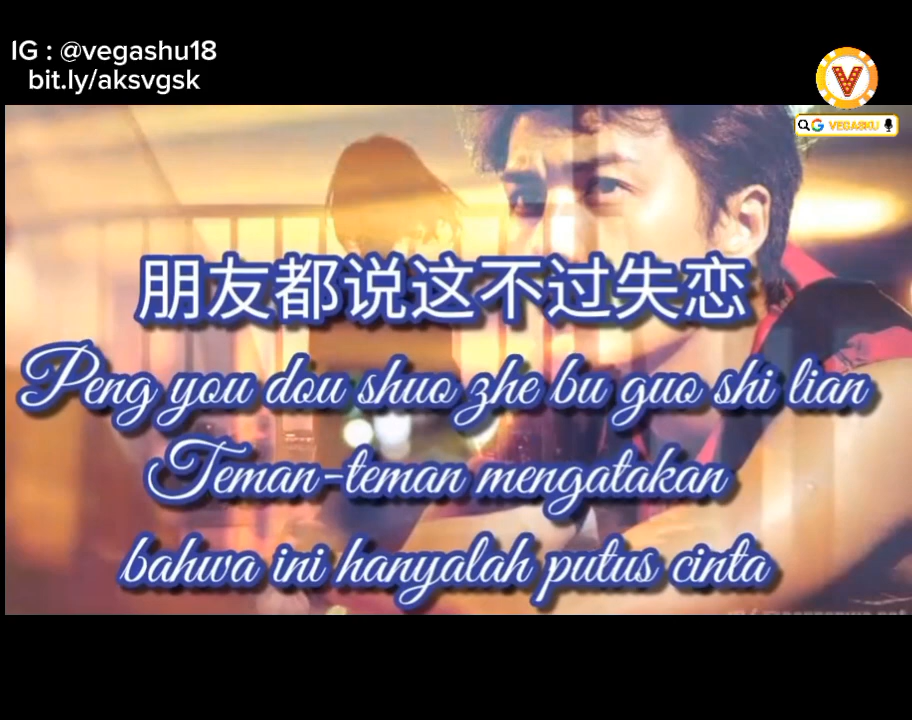 IG : @vegashu18
bit.ly/aksvgsk
V
VEGASKU
朋友都说这不过失恋
Peng you dou shuo zhe bu guo shi lian
Teman-teman mengatakan
bahwa ini hanyalah putus cinta